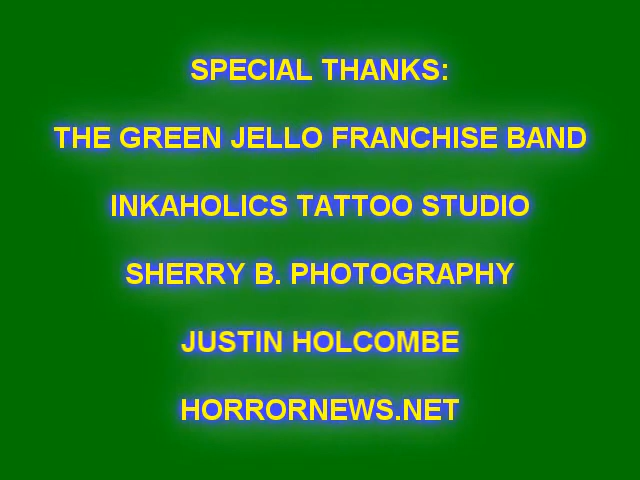 SPECIAL THANKS:
THE GREEN JELLO FRANCHISE BAND
INKAHOLICS TATTOO STUDIO
SHERRY B. PHOTOGRAPHY
JUSTIN HOLCOMBE
HORRORNEWS.NET